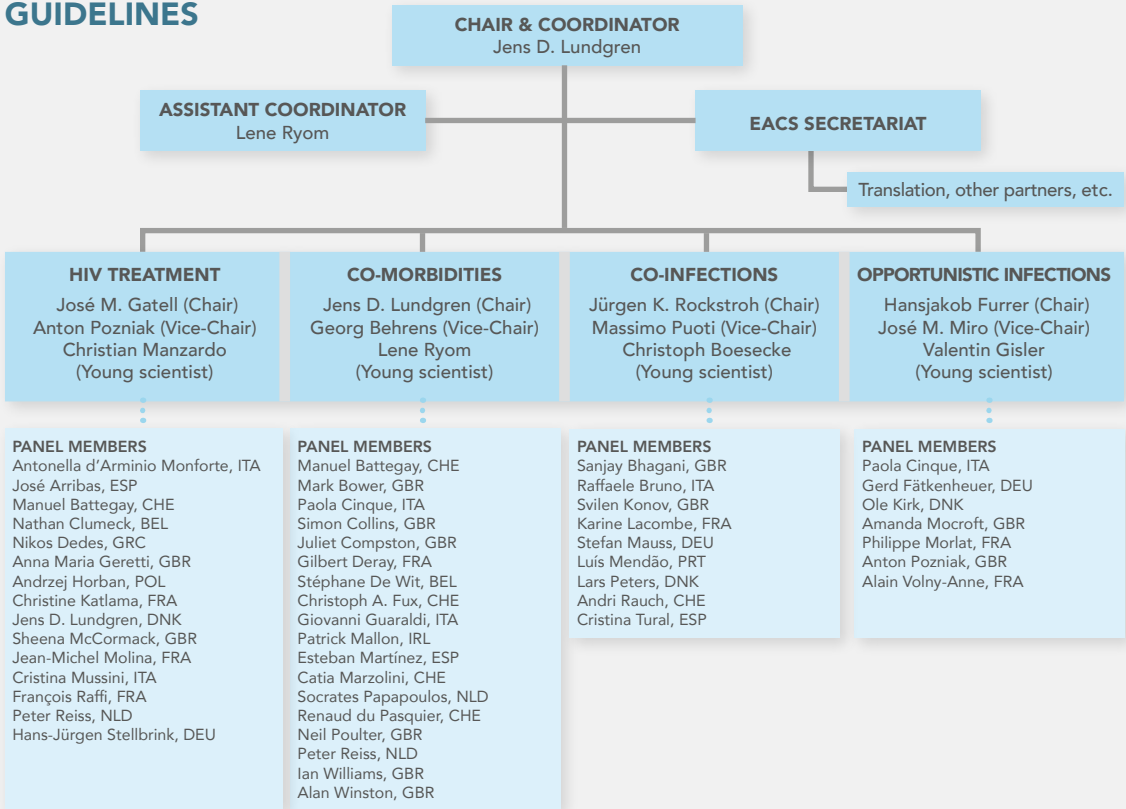 GUIDELINES
CHAIR & COORDINATOR
Jens D. Lundgren
ASSISTANT COORDINATOR
Lene Ryom
EACS SECRETARIAT
Translation, other partners, etc.
HIV TREATMENT
José M. Gatell (Chair)
Anton Pozniak (Vice-Chair)
Christian Manzardo
(Young scientist)
CO-MORBIDITIES
Jens D. Lundgren (Chair)
Georg Behrens (Vice-Chair)
Lene Ryom
(Young scientist)
CO-INFECTIONS
Jürgen K. Rockstroh (Chair)
Massimo Puoti (Vice-Chair)
Christoph Boesecke
(Young scientist)
OPPORTUNISTIC INFECTIONS
Hansjakob Furrer (Chair)
José M. Miro (Vice-Chair)
Valentin Gisler
(Young scientist)
PANEL MEMBERS
Antonella d'Arminio Monforte, ITA
José Arribas, ESP
Manuel Battegay, CHE
Nathan Clumeck, BEL
Nikos Dedes, GRC
Anna Maria Geretti, GBR
Andrzej Horban, POL
Christine Katlama, FRA
Jens D. Lundgren, DNK
Sheena McCormack, GBR
Jean-Michel Molina, FRA
Cristina Mussini, ITA
François Raffi, FRA
Peter Reiss, NLD
Hans-Jürgen Stellbrink, DEU
PANEL MEMBERS
Manuel Battegay, CHE
Mark Bower, GBR
Paola Cinque, ITA
Simon Collins, GBR
Juliet Compston, GBR
Gilbert Deray, FRA
Stéphane De Wit, BEL
Christoph A. Fux, CHE
Giovanni Guaraldi, ITA
Patrick Mallon, IRL
Esteban Martínez, ESP
Catia Marzolini, CHE
Socrates Papapoulos, NLD
Renaud du Pasquier, CHE
Neil Poulter, GBR
Peter Reiss, NLD
Ian Williams, GBR
Alan Winston, GBR
PANEL MEMBERS
Sanjay Bhagani, GBR
Raffaele Bruno, ITA
Svilen Konov, GBR
Karine Lacombe, FRA
Stefan Mauss, DEU
Luís Mendão, PRT
Lars Peters, DNK
Andri Rauch, CHE
Cristina Tural, ESP
PANEL MEMBERS
Paola Cinque, ITA
Gerd Fätkenheuer, DEU
Ole Kirk, DNK
Amanda Mocroft, GBR
Philippe Morlat, FRA
Anton Pozniak, GBR
Alain Volny-Anne, FRA